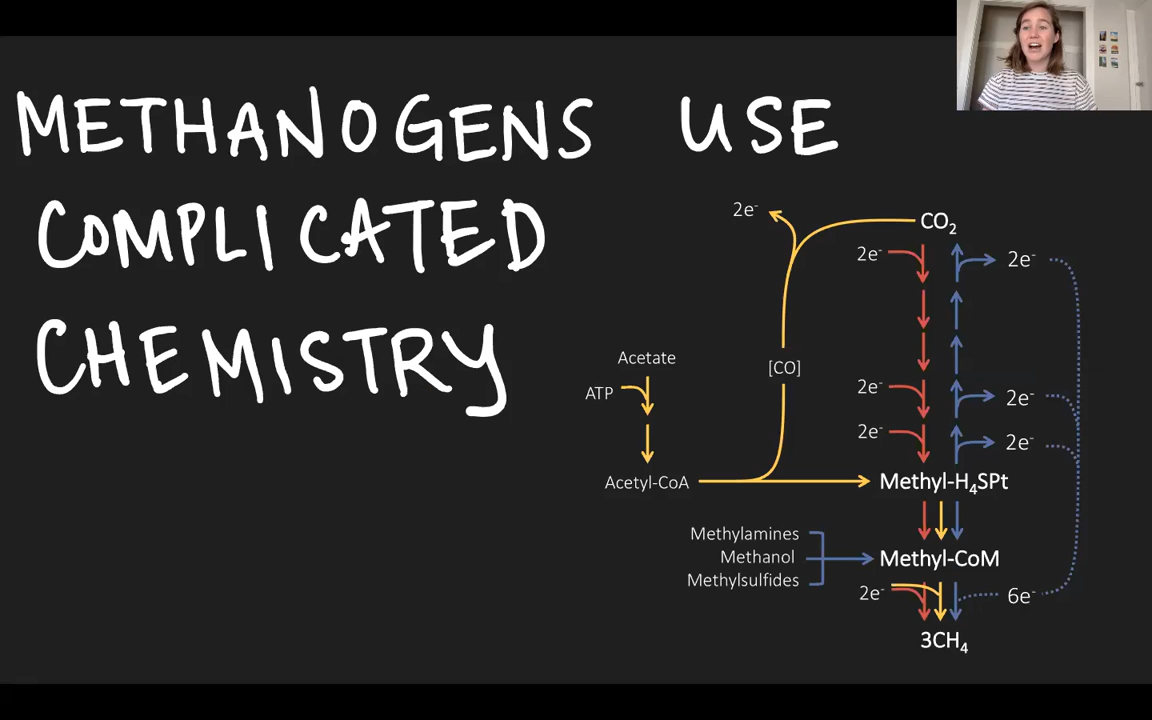 METHANOGENS USE
COMPLICATED
CHEMISTRY
2e⁻
CO₂
2e⁻
2e⁻
Acetate
[CO]
ATP
2e⁻
2e⁻
2e⁻
2e⁻
Acetyl-CoA
Methyl-H₄SPt
Methylamines
Methanol
Methylsulfides
Methyl-CoM
2e⁻
6e⁻
3CH₄